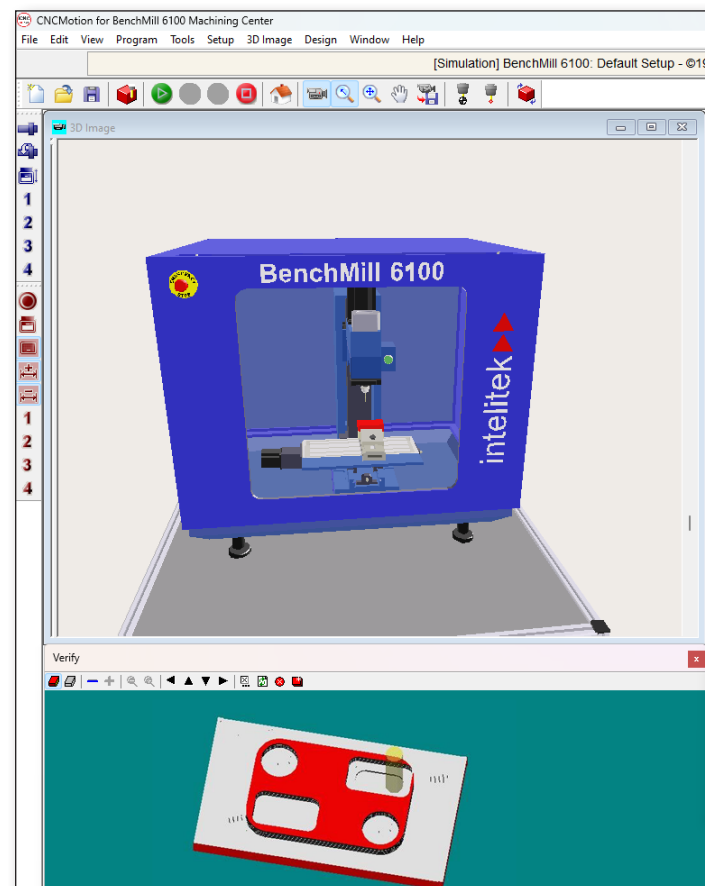 CNCMotion for BenchMill 6100 Machining Center
File Edit View Program Tools Setup 3D Image Design Window Help
[Simulation] BenchMill 6100: Default Setup - ©19
3D Image
1
2
3
4
1
2
3
4
BenchMill 6100
intelitek
Verify